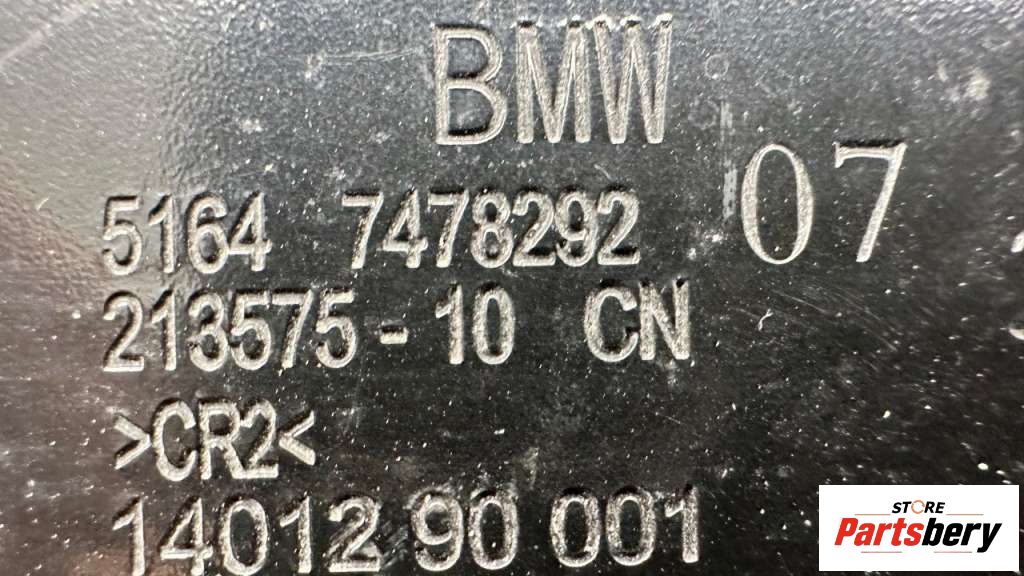 BMW
07
5164 7478292
213575-10 CN
>CR2<
14012 90 001
STORE
Partsbery